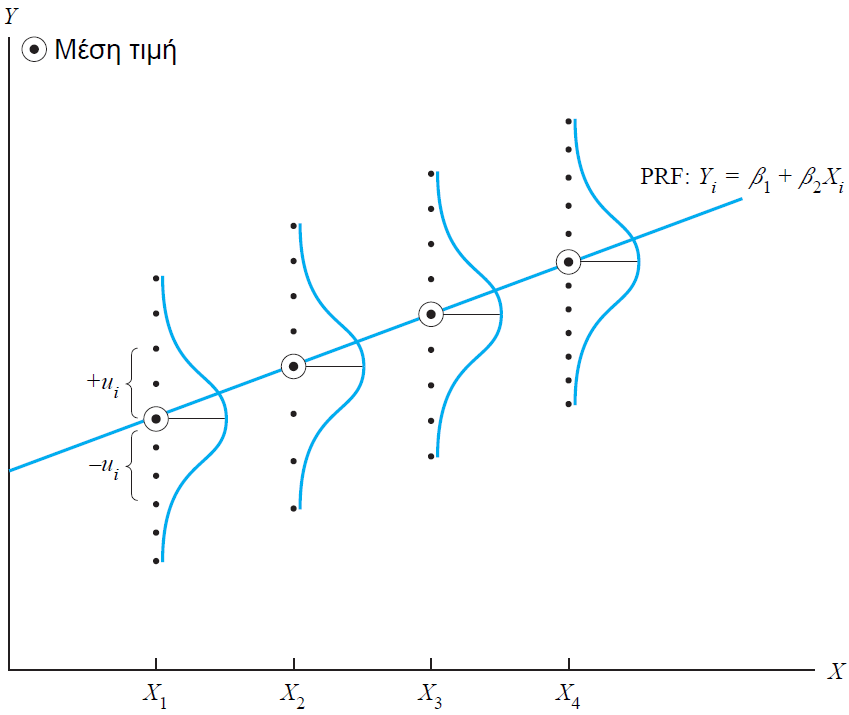 Y
Μέση τιμή
PRF: Yᵢ = β₁ + β₂Xᵢ
+uᵢ
–uᵢ
X
X₁ X₂ X₃ X₄